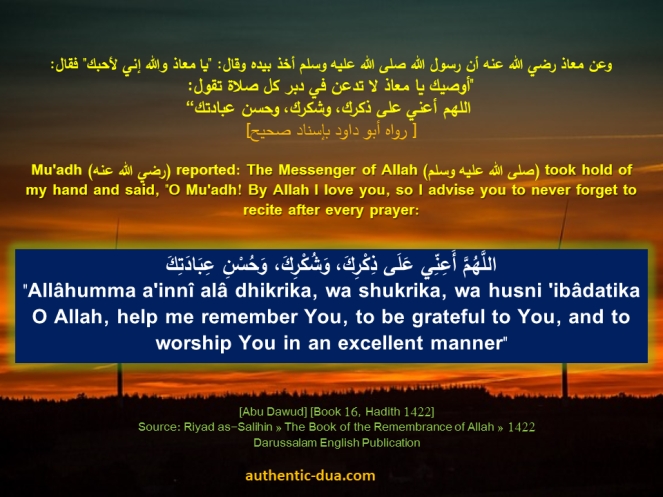 وعن معاذ رضي الله عنه أن رسول الله صلى الله عليه وسلم أخذ بيده وقال: "يا معاذ والله إني لأحبك" فقال:
"أوصيك يا معاذ لا تدعن في دبر كل صلاة تقول:
اللهم أعني على ذكرك، وشكرك، وحسن عبادتك“
[ رواه أبو داود بإسناد صحيح]
Mu'adh (رضي الله عنه) reported: The Messenger of Allah (صلى الله عليه وسلم) took hold of
my hand and said, "O Mu'adh! By Allah I love you, so I advise you to never forget to
recite after every prayer:
اللَّهُمَّ أَعِنِّي عَلَى ذِكْرِكَ، وَشُكْرِكَ، وَحُسْنِ عِبَادَتِكَ
"Allâhumma a'innî alâ dhikrika, wa shukrika, wa husni 'ibâdatika
O Allah, help me remember You, to be grateful to You, and to
worship You in an excellent manner"
[Abu Dawud] [Book 16, Hadith 1422]
Source: Riyad as-Salihin » The Book of the Remembrance of Allah » 1422
Darussalam English Publication
authentic-dua.com